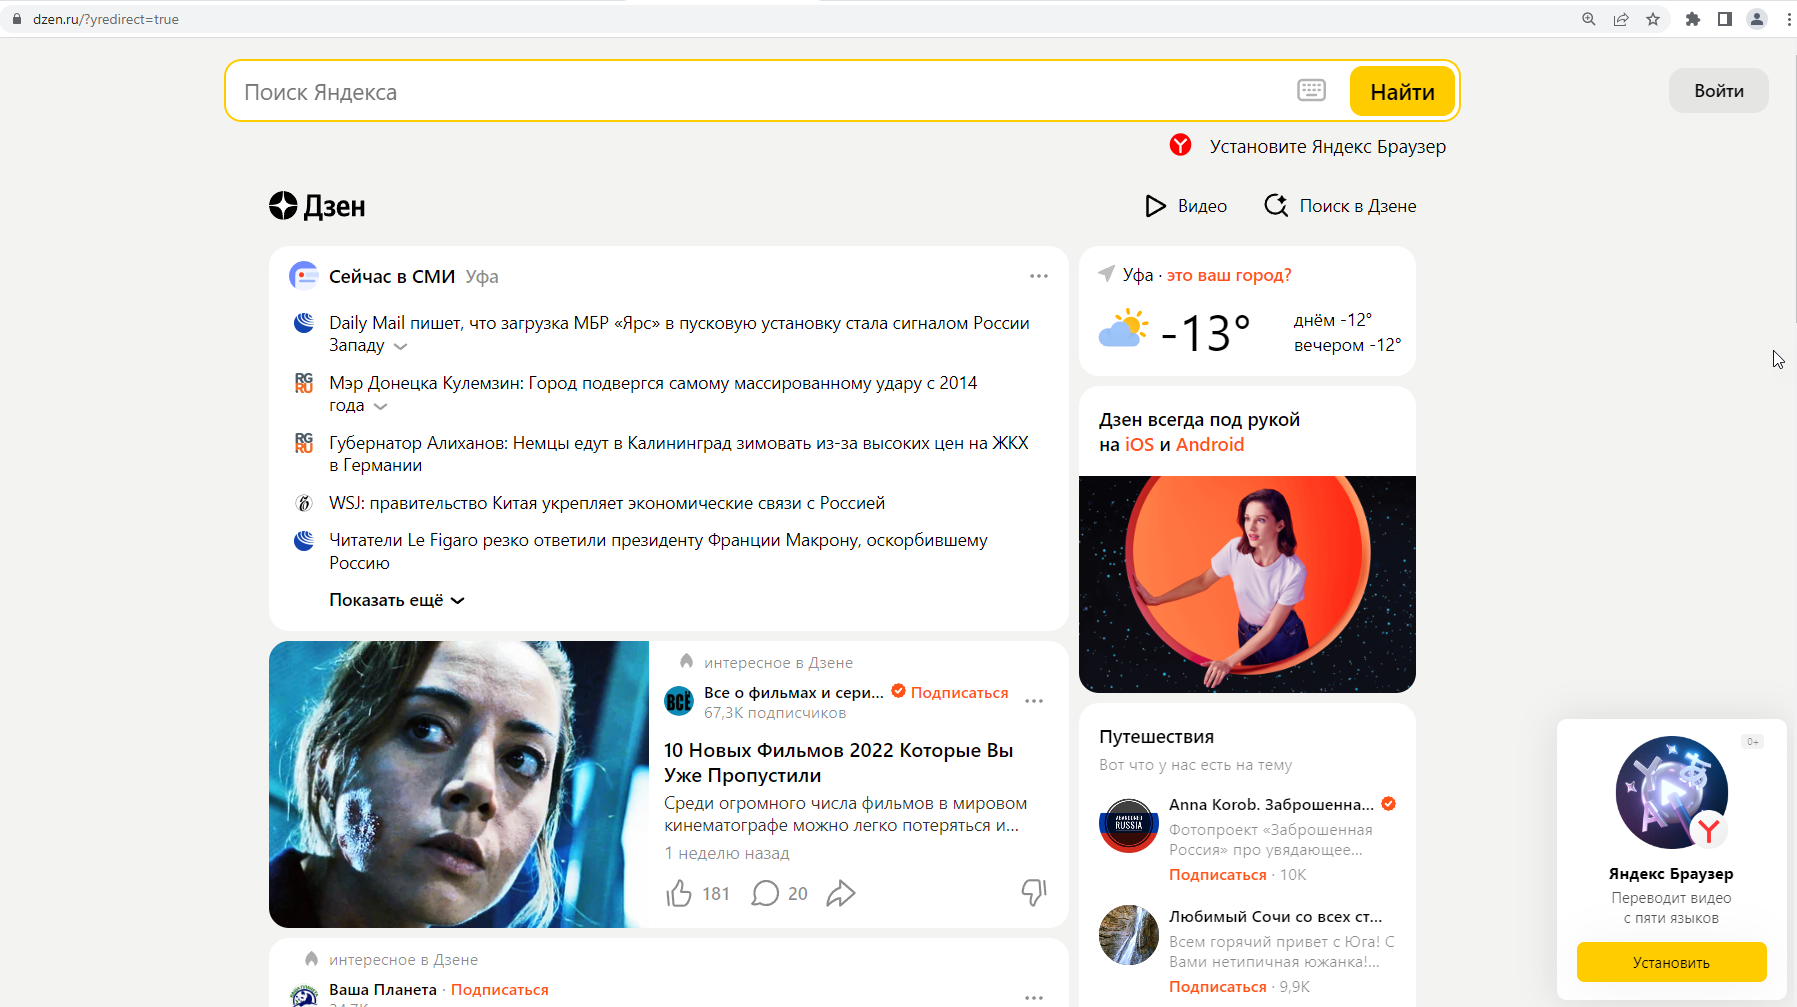 dzen.ru/?yredirect=true
Поиск Яндекса
Найти
Войти
Установите Яндекс Браузер
Дзен
Видео
Поиск в Дзене
Сейчас в СМИ Уфа
Daily Mail пишет, что загрузка МБР «Ярс» в пусковую установку стала сигналом России
Западу
RG
RU
Мэр Донецка Кулемзин: Город подвергся самому массированному удару с 2014
года
RG
RU
Губернатор Алиханов: Немцы едут в Калининград зимовать из-за высоких цен на ЖКХ
в Германии
WSJ: правительство Китая укрепляет экономические связи с Россией
Читатели Le Figaro резко ответили президенту Франции Макрону, оскорбившему
Россию
Показать ещё
Уфа · это ваш город?
-13°
днём -12°
вечером -12°
Дзен всегда под рукой
на iOS и Android
интересное в Дзене
ВСЁ
Все о фильмах и сери... Подписаться
67,3K подписчиков
10 Новых Фильмов 2022 Которые Вы
Уже Пропустили
Среди огромного числа фильмов в мировом
кинематографе можно легко потеряться и...
1 неделю назад
181
20
Путешествия
Вот что у нас есть на тему
ABANDONED
RUSSIA
Anna Korob. Заброшенна...
Фотопроект «Заброшенная
Россия» про увядающее...
Подписаться · 10K
Любимый Сочи со всех ст...
Всем горячий привет с Юга! С
Вами нетипичная южанка!...
Подписаться · 9,9K
интересное в Дзене
Ваша Планета · Подписаться
0+
Яндекс Браузер
Переводит видео
с пяти языков
Установить